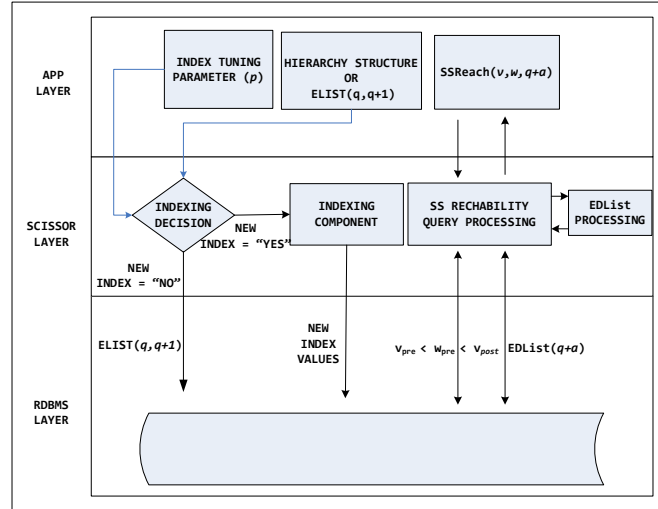 APP
LAYER
INDEX TUNING
PARAMETER (p)
HIERARCHY STRUCTURE
OR
ELIST(q,q+1)
SSReach(v,w,q+a)
SCISSOR
LAYER
INDEXING
DECISION
NEW
INDEX = “YES”
INDEXING
COMPONENT
SS RECHABILITY
QUERY PROCESSING
EDList
PROCESSING
NEW
INDEX = “NO”
RDBMS
LAYER
ELIST(q,q+1)
NEW
INDEX
VALUES
vpre < wpre < vpost
EDList(q+a)